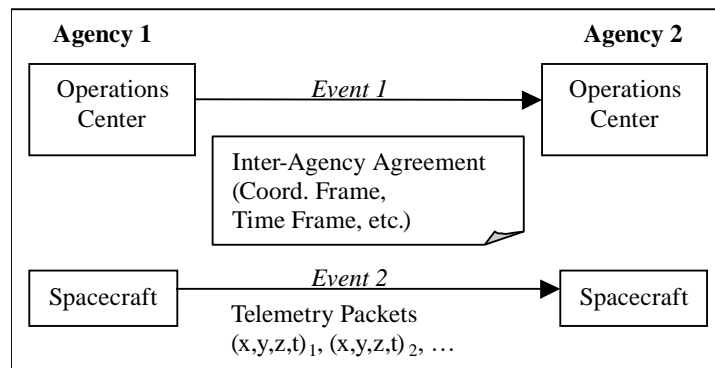 Agency 1
Agency 2
Operations
Center
Event 1
Operations
Center
Inter-Agency Agreement
(Coord. Frame,
Time Frame, etc.)
Spacecraft
Event 2
Spacecraft
Telemetry Packets
(x,y,z,t)₁, (x,y,z,t)₂, …